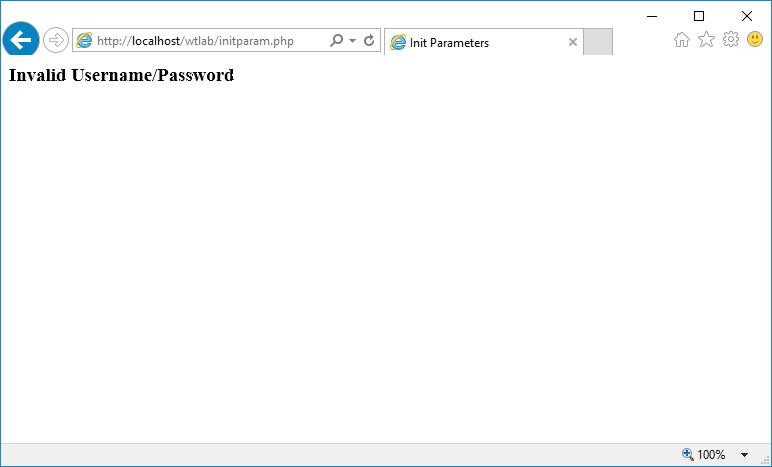 http://localhost/wtlab/initparam.php
Init Parameters
Invalid Username/Password
100%